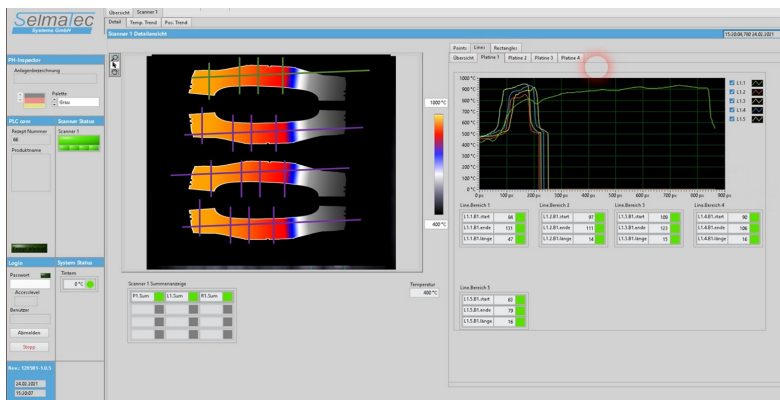 Selmatec
Systems GmbH
Übersicht Scanner 1
Detail Temp. Trend Pos. Trend
Scanner 1 Detailansicht
15:20:04,780 24.02.2021
PH-Inspector
Anlagenbezeichnung
Palette
Grau
PLC comm
Scanner Status
Rezept Nummer
66
Scanner 1
Produktname
Login
System Status
Passwort
Tintern
0 °C
Accesslevel
Benutzer
Abmelden
Stopp
Rev.: 120501-1.0.5
24.02.2021
15:20:07
1000 °C
400 °C
Temperatur
400 °C
Scanner 1 Summenanzeige
P1.Sum L1.Sum R1.Sum
Points Lines Rectangles
Übersicht Platine 1 Platine 2 Platine 3 Platine 4
1000 °C
900 °C
800 °C
700 °C
600 °C
500 °C
400 °C
300 °C
200 °C
100 °C
0 °C
0 px 100 px 200 px 300 px 400 px 500 px 600 px 700 px 800 px 900 px
L1.1
L1.2
L1.3
L1.4
L1.5
Line.Bereich 1 Line.Bereich 2 Line.Bereich 3 Line.Bereich 4
L1.1.B1.start 84 L1.2.B1.start 97 L1.3.B1.start 109 L1.4.B1.start 90
L1.1.B1.ende 131 L1.2.B1.ende 111 L1.3.B1.ende 123 L1.4.B1.ende 106
L1.1.B1.länge 47 L1.2.B1.länge 14 L1.3.B1.länge 15 L1.4.B1.länge 16
Line.Bereich 5
L1.5.B1.start 63
L1.5.B1.ende 79
L1.5.B1.länge 16